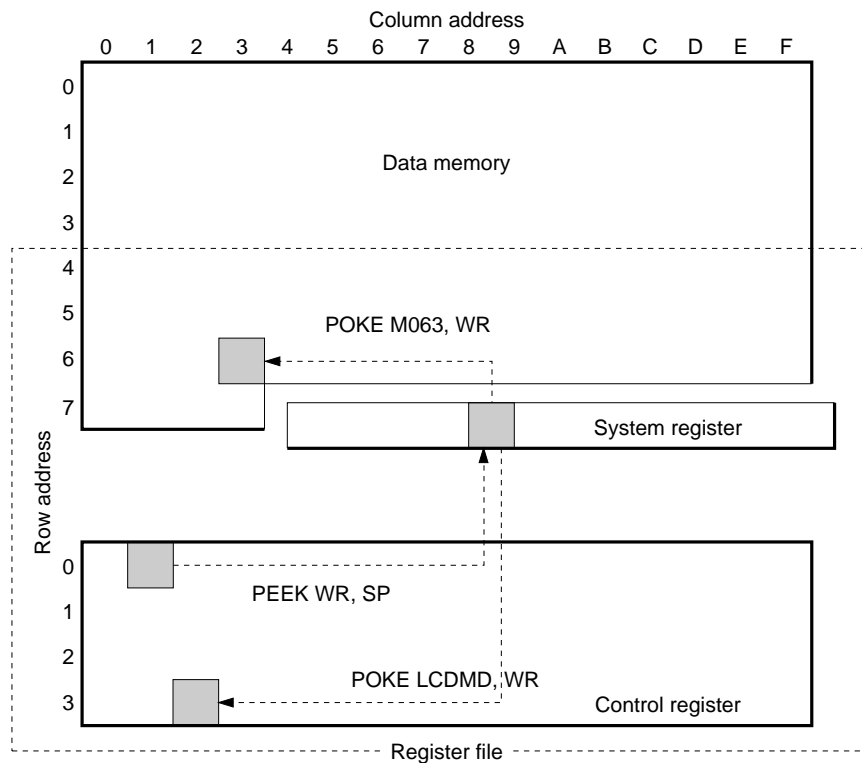 Column address
0 1 2 3 4 5 6 7 8 9 A B C D E F
0
1
Data memory
2
3
4
5
POKE M063, WR
6
7
System register
Row address
0
PEEK WR, SP
1
2
POKE LCDMD, WR
3
Control register
Register file